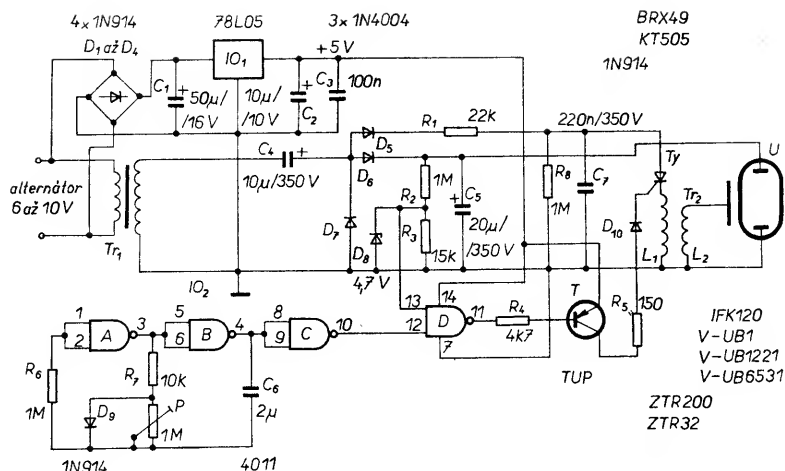 4 x 1N914
D1 až D4
78L05
IO1
3 x 1N4004
+5V
BRX49
KT505
1N914
C1
+
50µ/
/16V
10µ/
/10V
+
C2
C3
100n
C4
+
10µ/350V
D5
D6
R1
22k
220n/350V
Ty
U
alternátor
6 až 10V
Tr1
D7
D8
4,7V
R2
1M
R3
15k
C5
+
20µ/
/350V
R8
1M
C7
D10
L1
Tr2
L2
IO2
1
2
A
3
5
6
B
4
8
9
C
10
13
12
14
D
11
7
R4
4k7
T
TUP
R5
150
R6
1M
R7
10k
D9
P
1M
C6
2µ
1N914
4011
IFK120
V-UB1
V-UB1221
V-UB6531
ZTR200
ZTR32